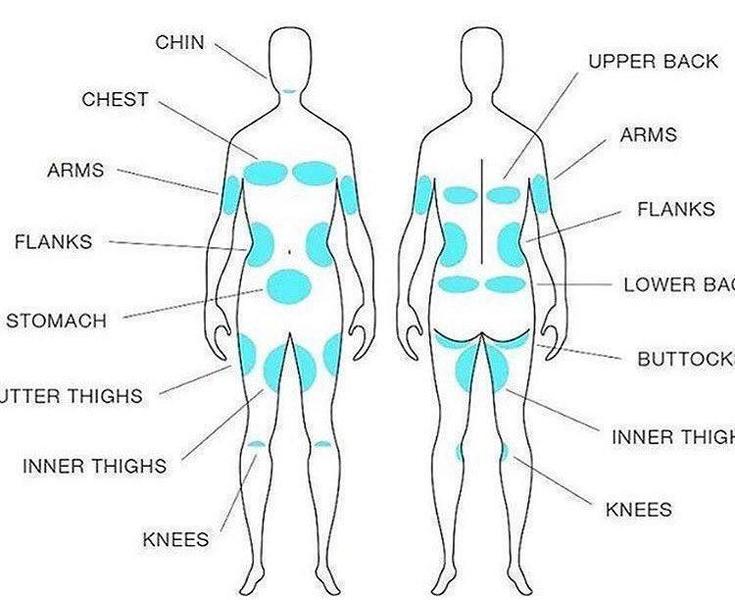 CHIN
CHEST
ARMS
FLANKS
STOMACH
UTTER THIGHS
INNER THIGHS
KNEES
UPPER BACK
ARMS
FLANKS
LOWER BAC
BUTTOCK
INNER THIGH
KNEES